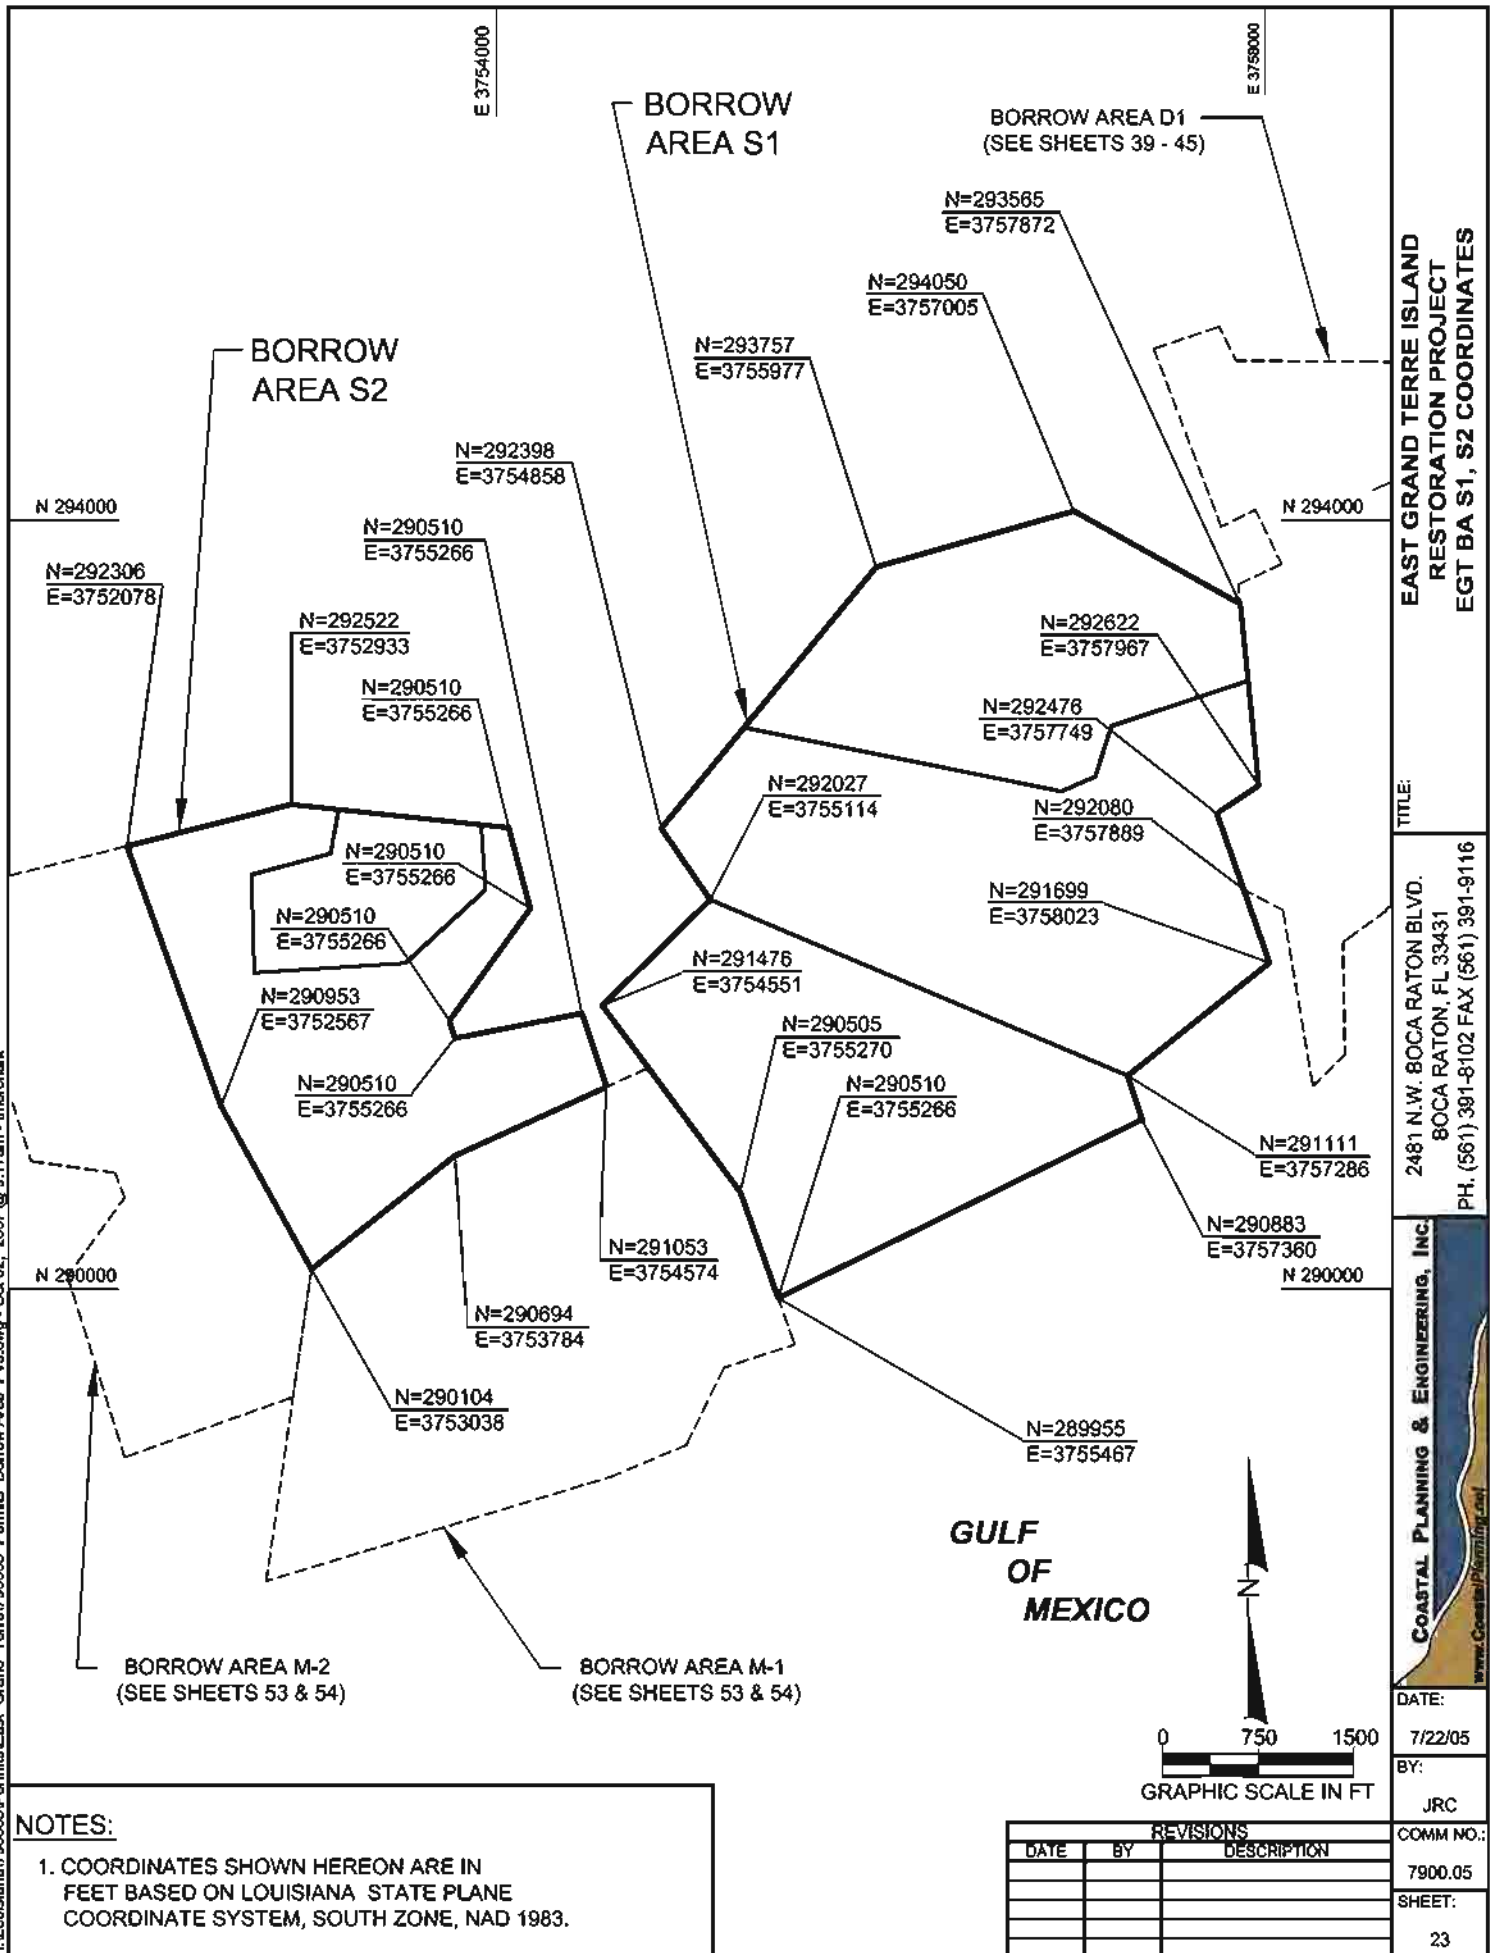 E 3754000
E 3758000
BORROW
AREA S1
BORROW AREA D1
(SEE SHEETS 39 - 45)
N=293565
E=3757872
N=294050
E=3757005
N=293757
E=3755977
BORROW
AREA S2
N=292398
E=3754858
N 294000
N 294000
N=290510
E=3755266
N=292306
E=3752078
N=292522
E=3752933
N=292622
E=3757967
N=290510
E=3755266
N=292476
E=3757749
N=292027
E=3755114
N=292080
E=3757889
N=290510
E=3755266
N=291699
E=3758023
N=290510
E=3755266
N=291476
E=3754551
N=290953
E=3752567
N=290505
E=3755270
N=290510
E=3755266
N=290510
E=3755266
N=291111
E=3757286
N=290883
E=3757360
N=291053
E=3754574
N 290000
N 290000
N=290694
E=3753784
N=290104
E=3753038
N=289955
E=3755467
GULF
OF
MEXICO
N
BORROW AREA M-2
(SEE SHEETS 53 & 54)
BORROW AREA M-1
(SEE SHEETS 53 & 54)
0 750 1500
GRAPHIC SCALE IN FT
NOTES:
1. COORDINATES SHOWN HEREON ARE IN
FEET BASED ON LOUISIANA STATE PLANE
COORDINATE SYSTEM, SOUTH ZONE, NAD 1983.
REVISIONS
DATE BY DESCRIPTION
TITLE:
EAST GRAND TERRE ISLAND
RESTORATION PROJECT
EGT BA S1, S2 COORDINATES
2481 N.W. BOCA RATON BLVD.
BOCA RATON, FL 33431
PH. (561) 391-8102 FAX (561) 391-9116
COASTAL PLANNING & ENGINEERING, INC.
www.CoastalPlanning.net
DATE:
7/22/05
BY:
JRC
COMM NO.:
7900.05
SHEET:
23